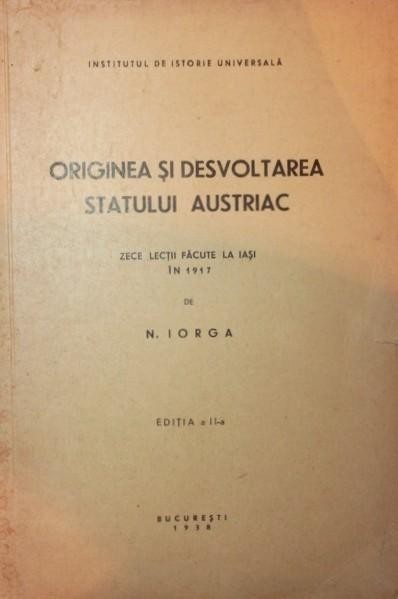 INSTITUTUL DE ISTORIE UNIVERSALĂ
ORIGINEA ȘI DESVOLTAREA
STATULUI AUSTRIAC
ZECE LECȚII FĂCUTE LA IAȘI
ÎN 1917
DE
N. IORGA
EDIȚIA a II-a
BUCUREȘTI
1938